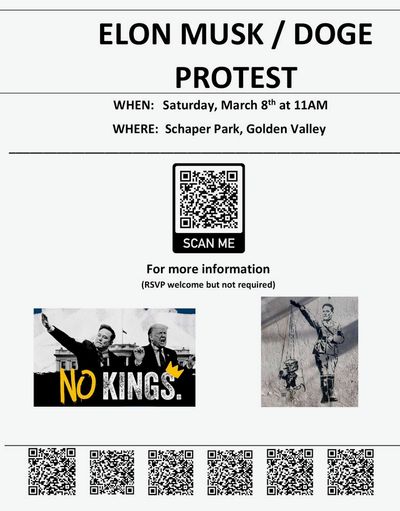 ELON MUSK / DOGE
PROTEST
WHEN: Saturday, March 8th at 11AM
WHERE: Schaper Park, Golden Valley
SCAN ME
For more information
(RSVP welcome but not required)
NO KINGS.